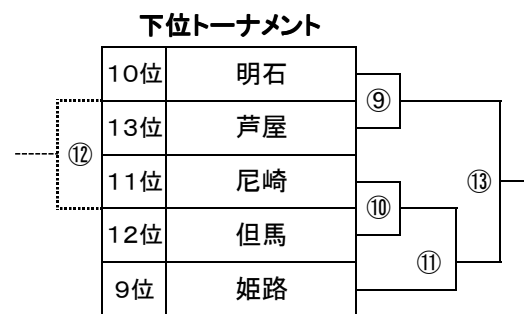 下位トーナメント
10位 明石
⑨
13位 芦屋
⑫
11位 尼崎
⑬
⑩
12位 但馬
⑪
9位 姫路